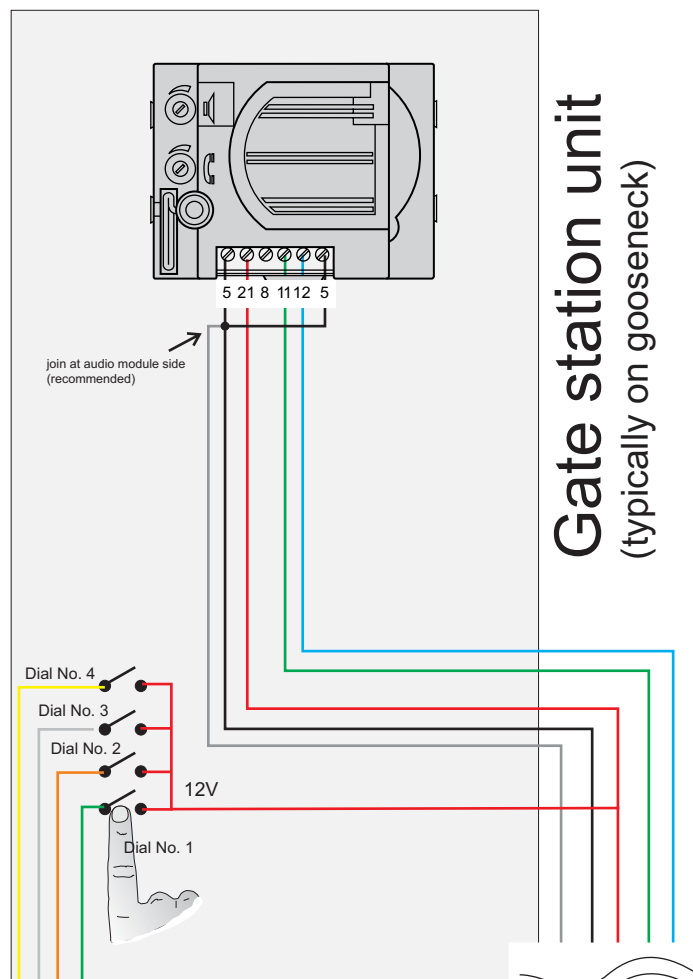 Gate station unit
(typically on gooseneck)
5 21 8 11 12 5
join at audio module side
(recommended)
Dial No. 4
Dial No. 3
Dial No. 2
12V
Dial No. 1